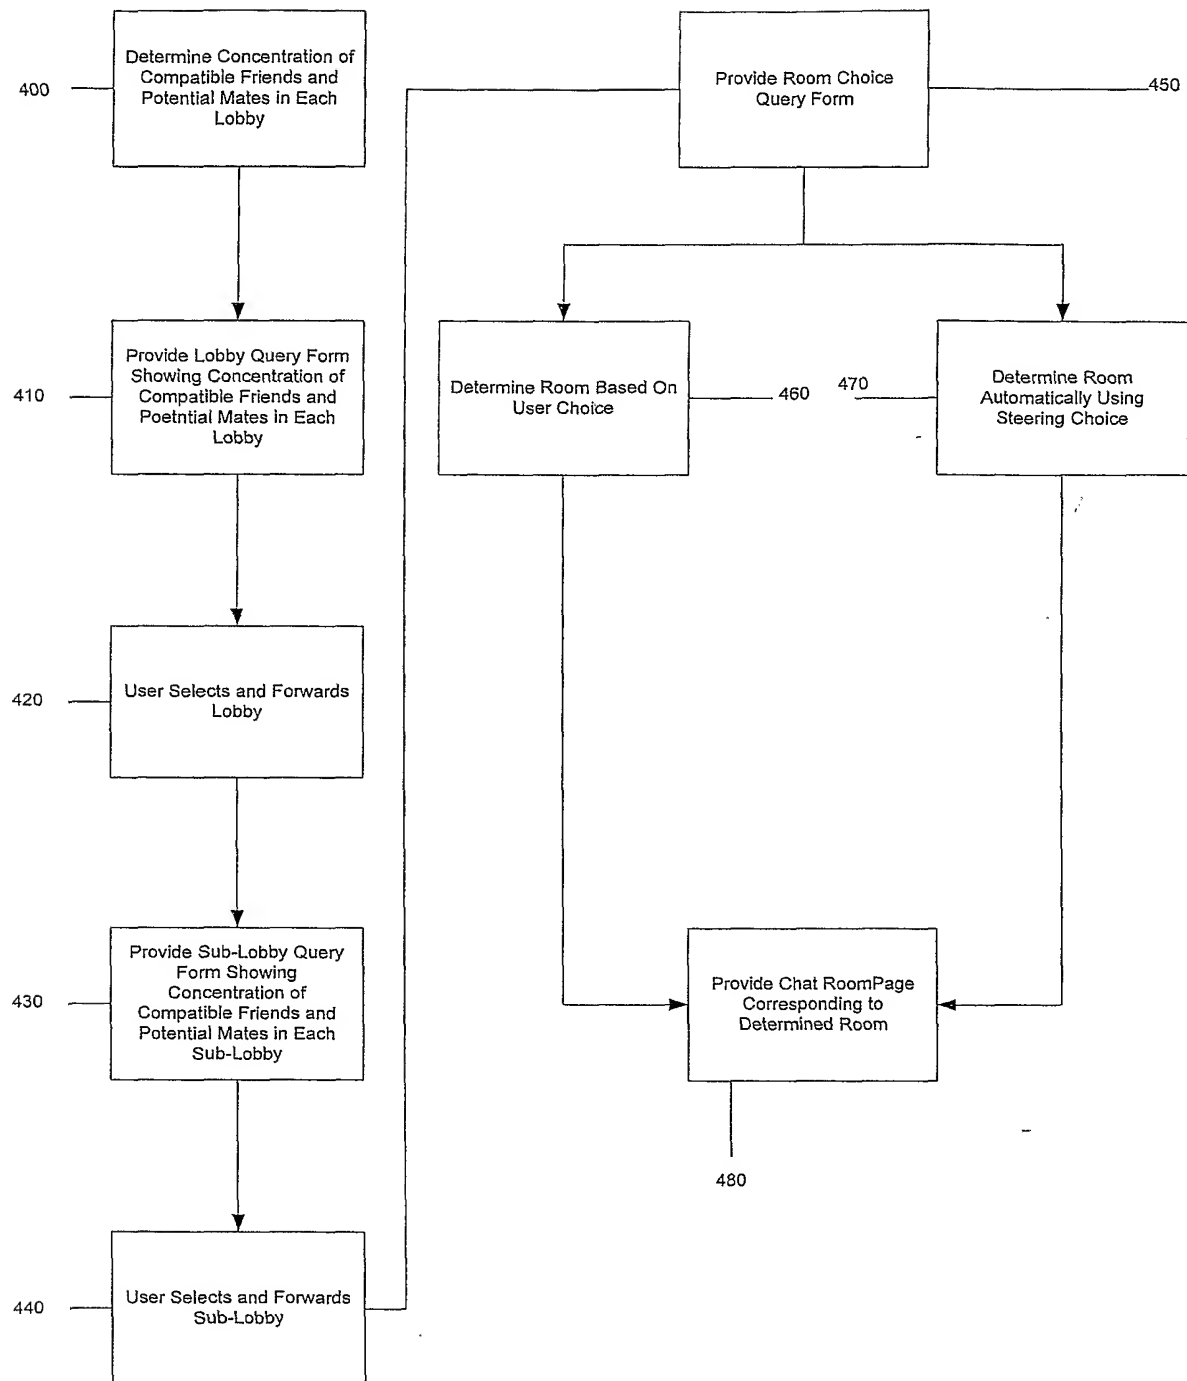 400
Determine Concentration of
Compatible Friends and
Potential Mates in Each
Lobby
410
Provide Lobby Query Form
Showing Concentration of
Compatible Friends and
Poetntial Mates in Each
Lobby
420
User Selects and Forwards
Lobby
430
Provide Sub-Lobby Query
Form Showing
Concentration of
Compatible Friends and
Potential Mates in Each
Sub-Lobby
440
User Selects and Forwards
Sub-Lobby
Provide Room Choice
Query Form
450
Determine Room Based On
User Choice
460
470
Determine Room
Automatically Using
Steering Choice
Provide Chat RoomPage
Corresponding to
Determined Room
480